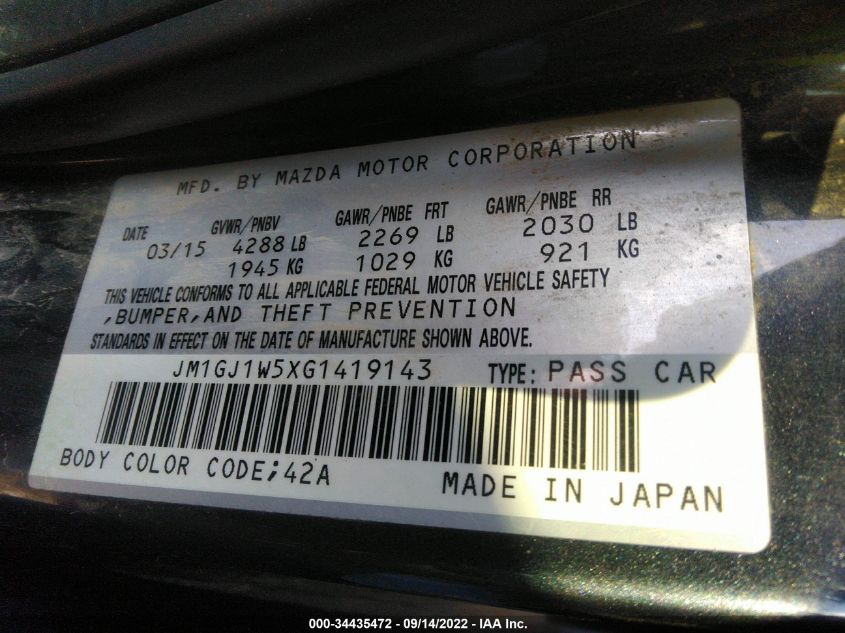 MFD. BY MAZDA MOTOR CORPORATION
DATE GVWR/PNBV GAWR/PNBE FRT GAWR/PNBE RR
03/15 4288 LB 2269 LB 2030 LB
1945 KG 1029 KG 921 KG
THIS VEHICLE CONFORMS TO ALL APPLICABLE FEDERAL MOTOR VEHICLE SAFETY
,BUMPER,AND THEFT PREVENTION
STANDARDS IN EFFECT ON THE DATE OF MANUFACTURE SHOWN ABOVE.
JM1GJ1W5XG1419143 TYPE: PASS CAR
BODY COLOR CODE;42A MADE IN JAPAN
000-34435472 - 09/14/2022 - IAA Inc.